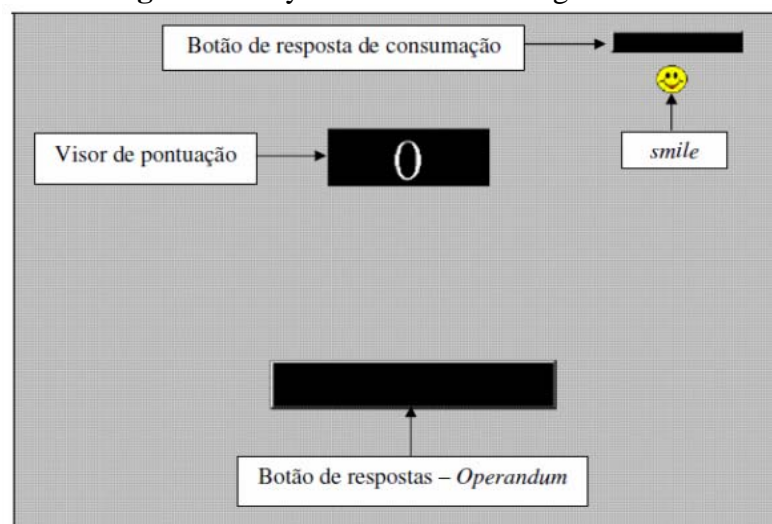 Botão de resposta de consumação
smile
Visor de pontuação
0
Botão de respostas – Operandum